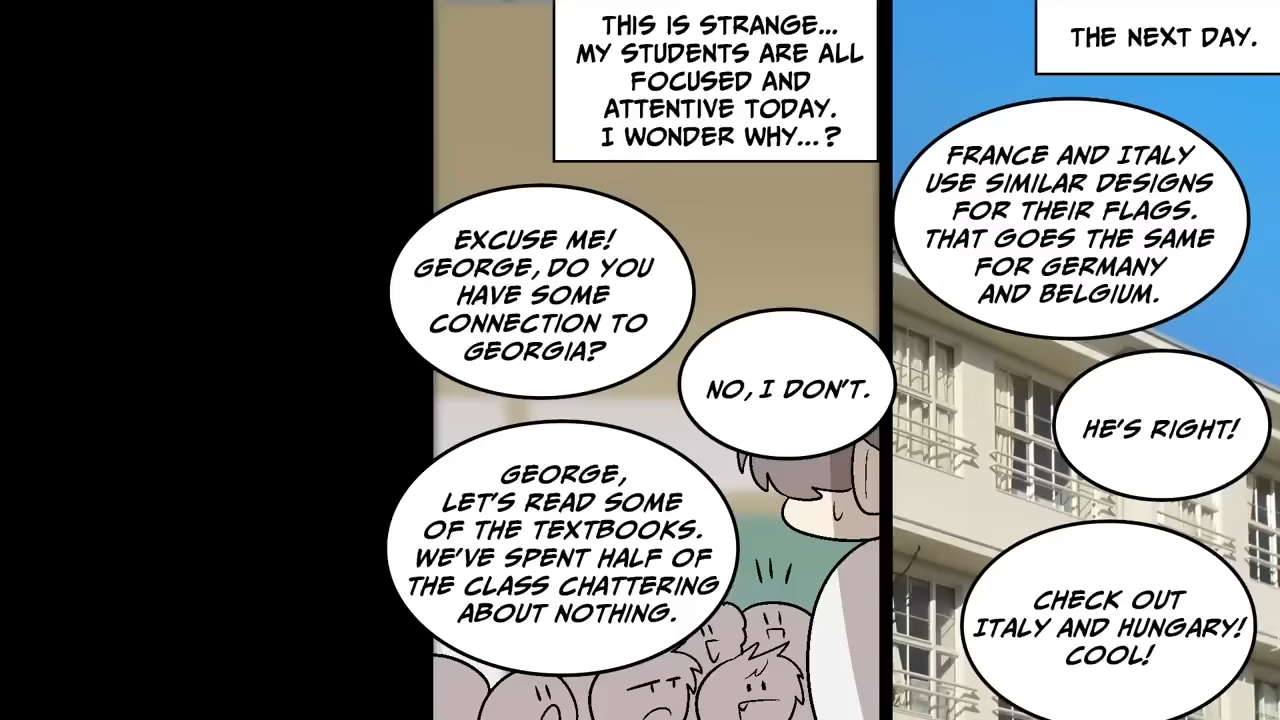 THIS IS STRANGE...
MY STUDENTS ARE ALL
FOCUSED AND
ATTENTIVE TODAY.
I WONDER WHY...?
EXCUSE ME!
GEORGE, DO YOU
HAVE SOME
CONNECTION TO
GEORGIA?
NO, I DON'T.
GEORGE,
LET'S READ SOME
OF THE TEXTBOOKS.
WE'VE SPENT HALF OF
THE CLASS CHATTERING
ABOUT NOTHING.
THE NEXT DAY.
FRANCE AND ITALY
USE SIMILAR DESIGNS
FOR THEIR FLAGS.
THAT GOES THE SAME
FOR GERMANY
AND BELGIUM.
HE'S RIGHT!
CHECK OUT
ITALY AND HUNGARY!
COOL!